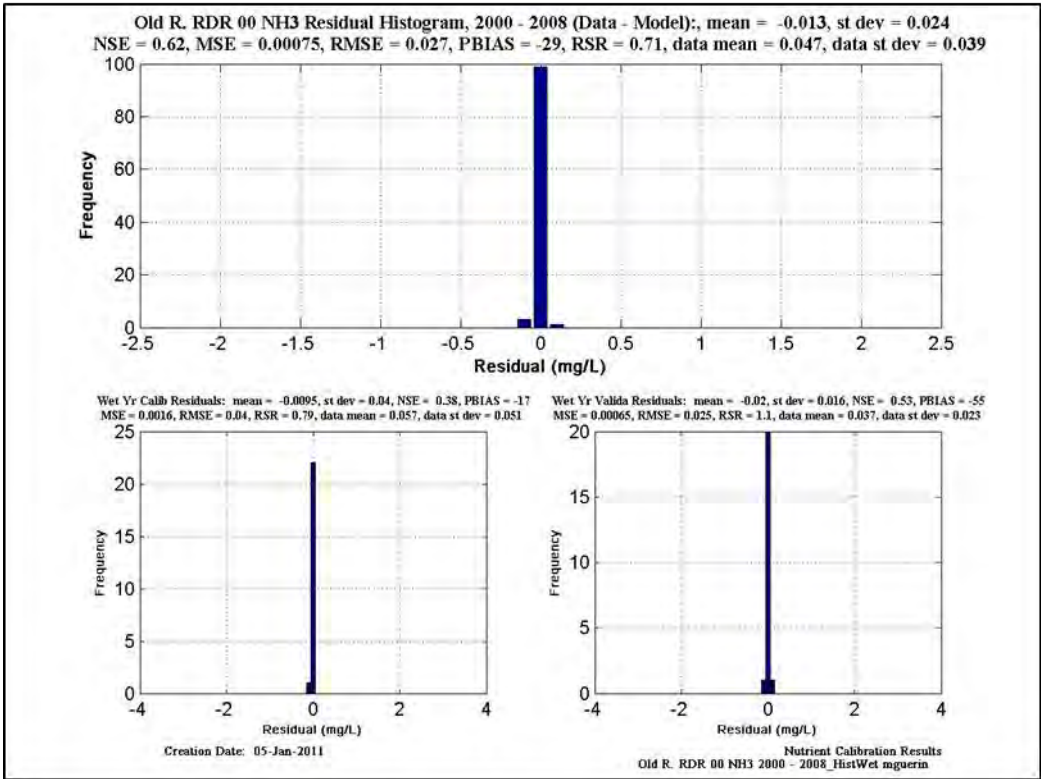 Old R. RDR 00 NH3 Residual Histogram, 2000 - 2008 (Data - Model):, mean = -0.013, st dev = 0.024
NSE = 0.62, MSE = 0.00075, RMSE = 0.027, PBIAS = -29, RSR = 0.71, data mean = 0.047, data st dev = 0.039
100
80
60
40
20
0
Frequency
-2.5 -2 -1.5 -1 -0.5 0 0.5 1 1.5 2 2.5
Residual (mg/L)
Wet Yr Calib Residuals: mean = -0.0095, st dev = 0.04, NSE = 0.38, PBIAS = -17
MSE = 0.0016, RMSE = 0.04, RSR = 0.79, data mean = 0.057, data st dev = 0.051
25
20
15
10
5
0
Frequency
-4 -2 0 2 4
Residual (mg/L)
Creation Date: 05-Jan-2011
Wet Yr Valida Residuals: mean = -0.02, st dev = 0.016, NSE = 0.53, PBIAS = -55
MSE = 0.00065, RMSE = 0.025, RSR = 1.1, data mean = 0.037, data st dev = 0.023
20
15
10
5
0
Frequency
-4 -2 0 2 4
Residual (mg/L)
Nutrient Calibration Results
Old R. RDR 00 NH3 2000 - 2008_HistWet mguerin